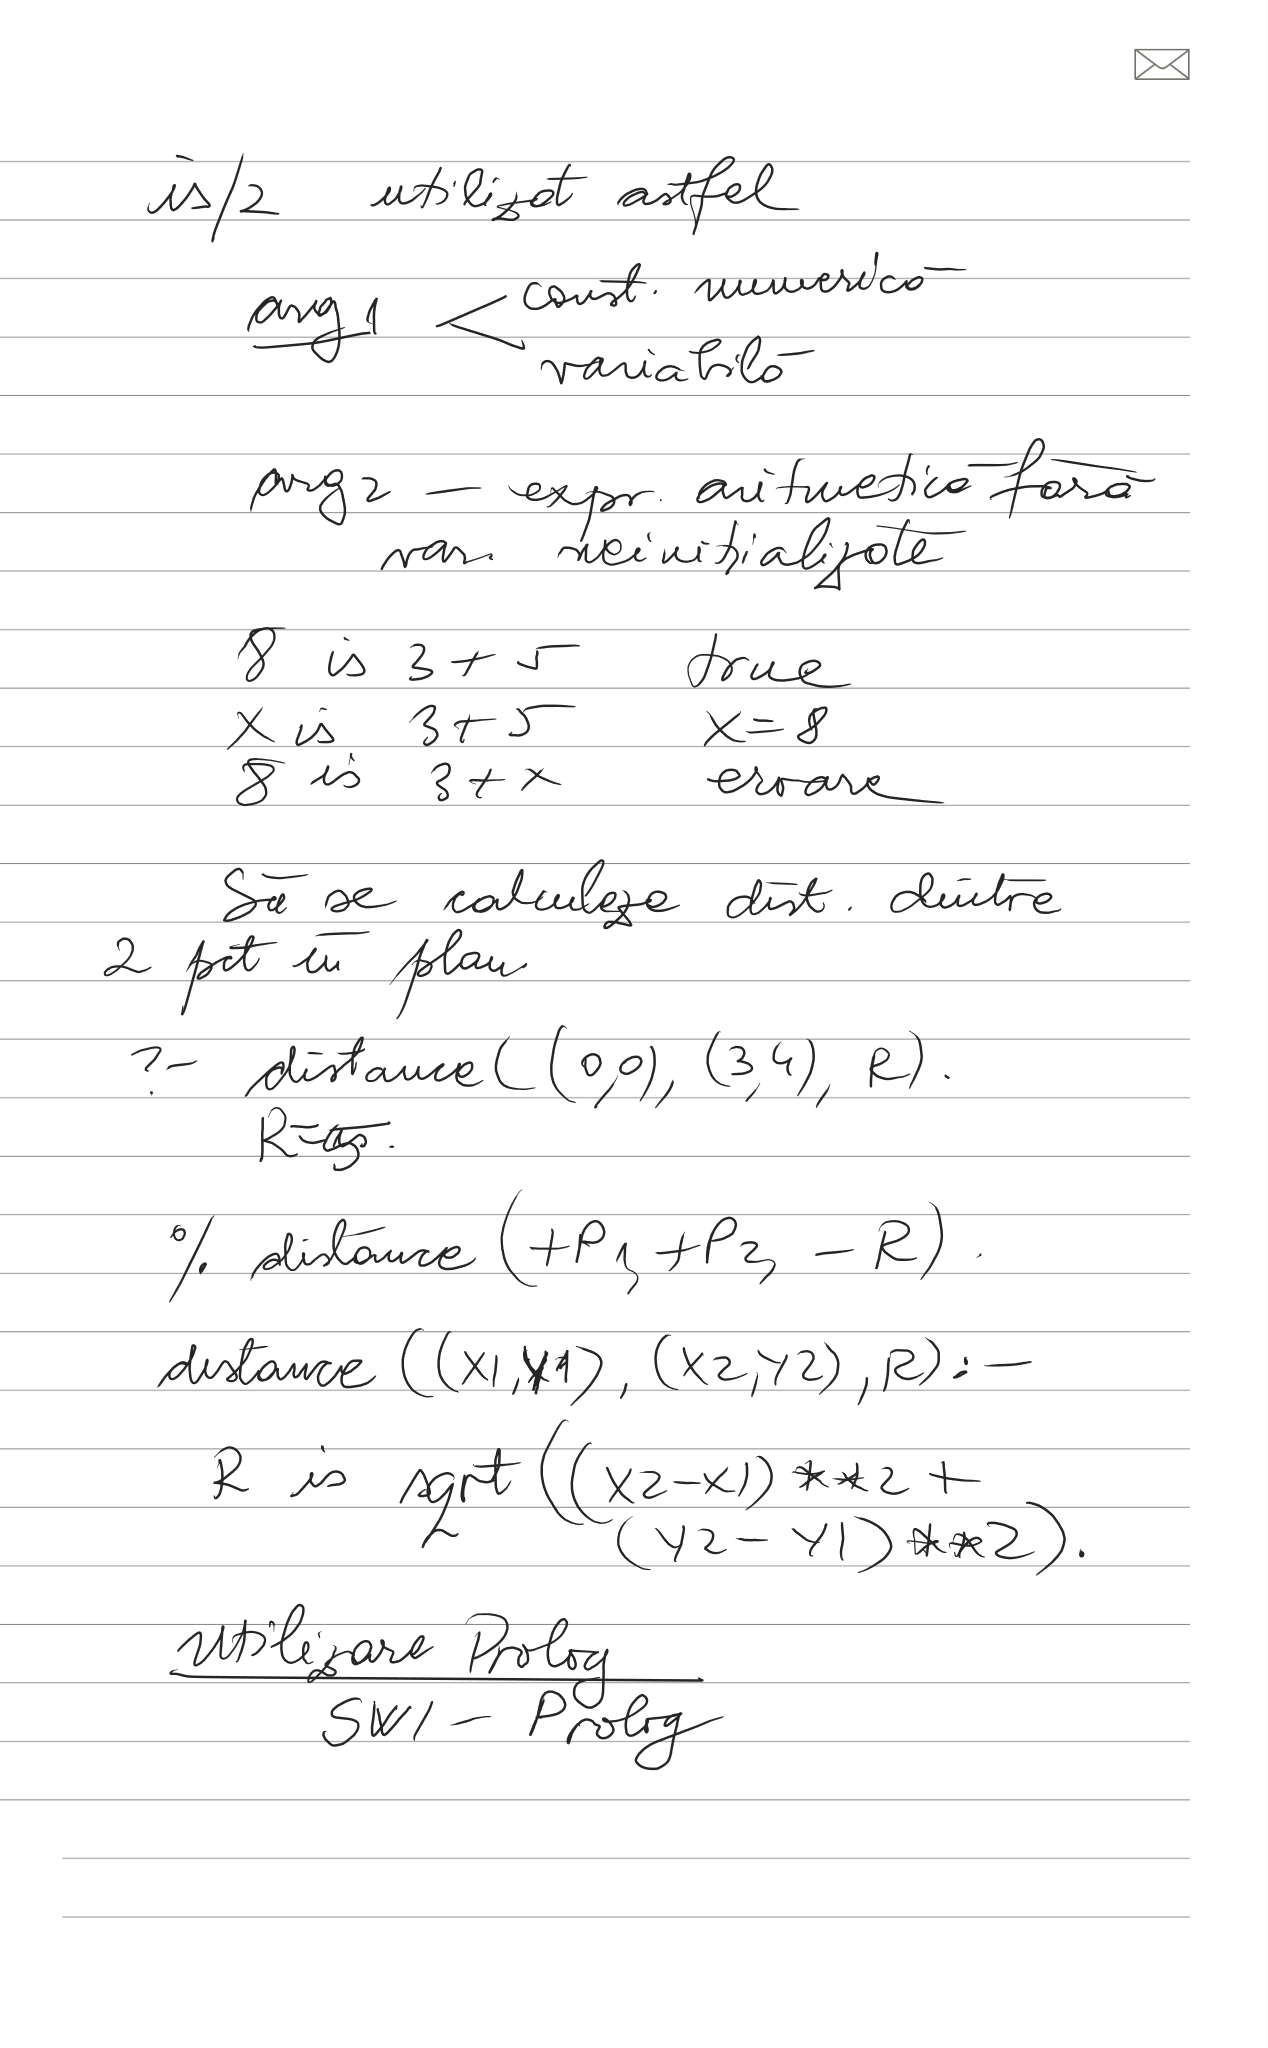 is/2 utilizat astfel
arg 1 < const. numerică
variabilă
arg 2 – expr. aritmetică fără
var. neinițializate
8 is 3 + 5 true
X is 3 + 5 X = 8
8 is 3 + X eroare
Să se calculeze dist. dintre
2 pct în plan
?- distance((0,0), (3,4), R).
R = 5.
% distance (+P1, +P2, –R).
distance ((X1,Y1), (X2,Y2), R) :-
R is sqrt((X2-X1)**2 +
(Y2-Y1)**2).
Utilizare Prolog
SWI – Prolog